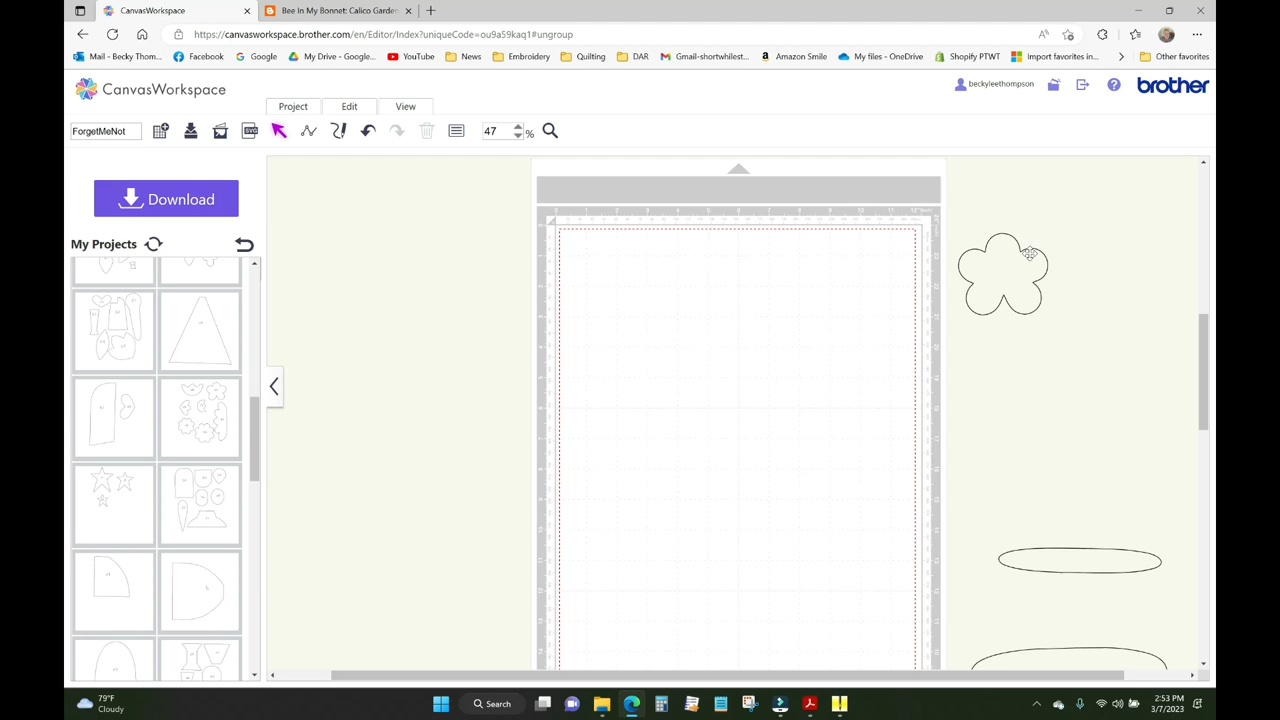 CanvasWorkspace
Bee In My Bonnet: Calico Garde
https://canvasworkspace.brother.com/en/Editor/Index?uniqueCode=ou9a59kaq1#ungroup
Mail - Becky Thom...
Facebook
Google
My Drive - Google...
YouTube
News
Embroidery
Quilting
DAR
Gmail-shortwhilest...
Amazon Smile
My files - OneDrive
Shopify PTWT
Import favorites in...
Other favorites
CanvasWorkspace
beckyleethompson
brother
Project
Edit
View
ForgetMeNot
SVG
47
%
Download
My Projects
79°F
Cloudy
Search
2:53 PM
3/7/2023